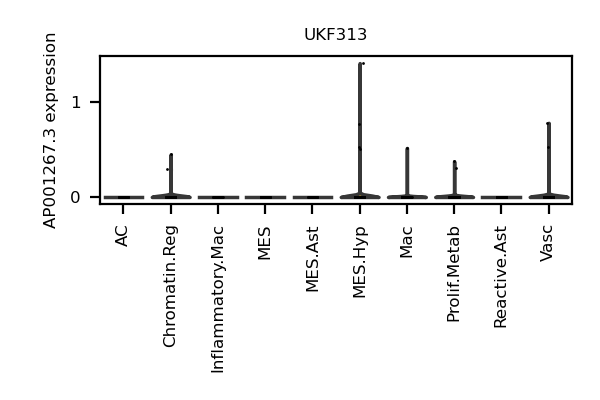 UKF313
AP001267.3 expression
1
0
AC
Chromatin.Reg
Inflammatory.Mac
MES
MES.Ast
MES.Hyp
Mac
Prolif.Metab
Reactive.Ast
Vasc